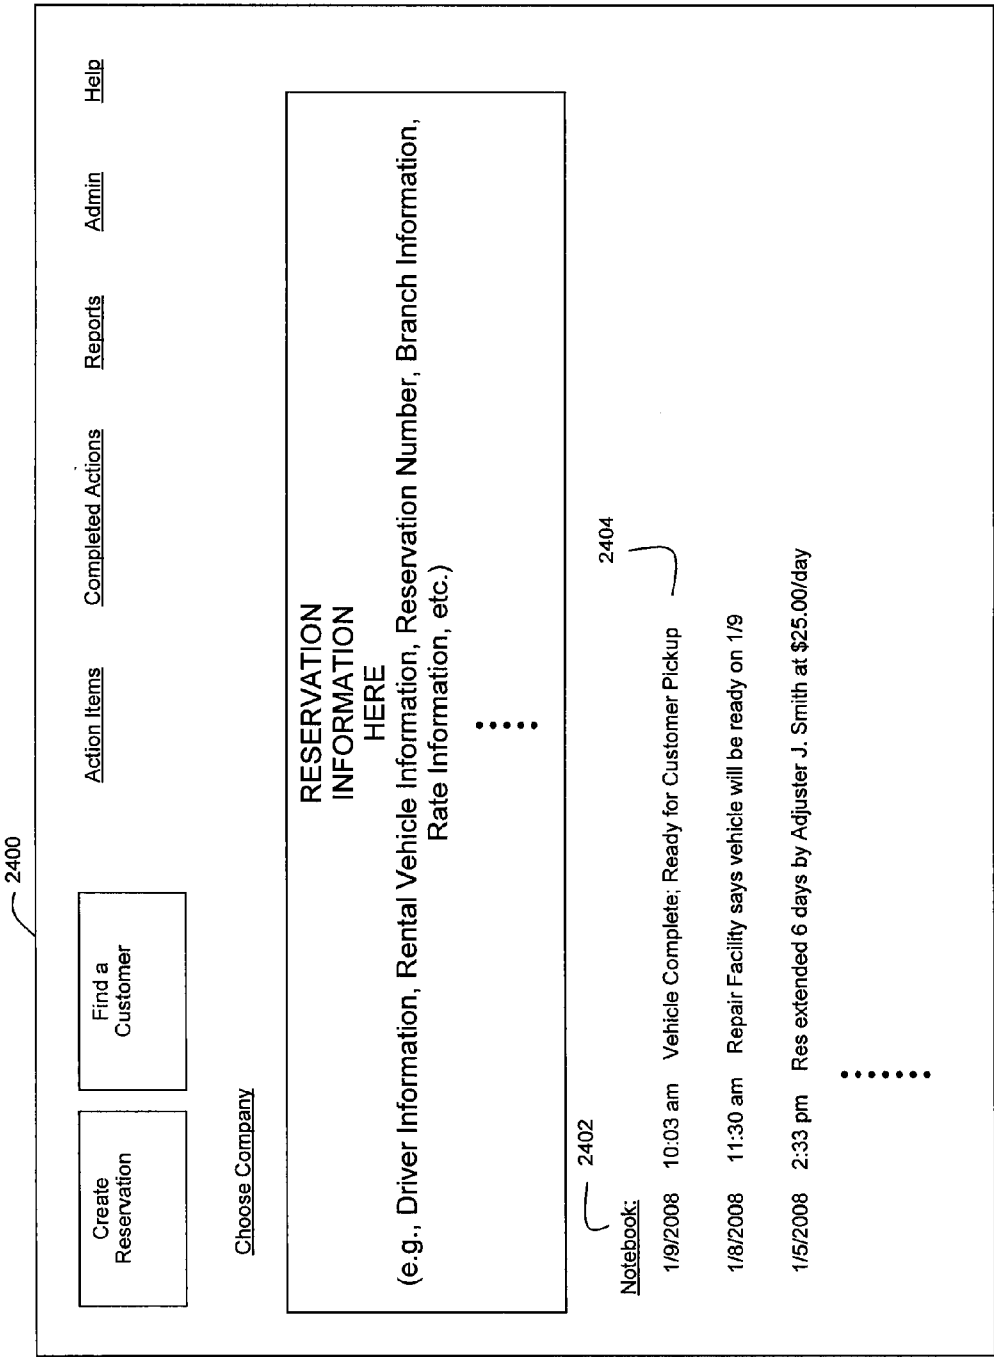 2400
Create
Reservation
Find a
Customer
Action Items
Completed Actions
Reports
Admin
Help
Choose Company
RESERVATION
INFORMATION
HERE
(e.g., Driver Information, Rental Vehicle Information, Reservation Number, Branch Information,
Rate Information, etc.)
2402
2404
Notebook:
1/9/2008 10:03 am Vehicle Complete; Ready for Customer Pickup
1/8/2008 11:30 am Repair Facility says vehicle will be ready on 1/9
1/5/2008 2:33 pm Res extended 6 days by Adjuster J. Smith at $25.00/day